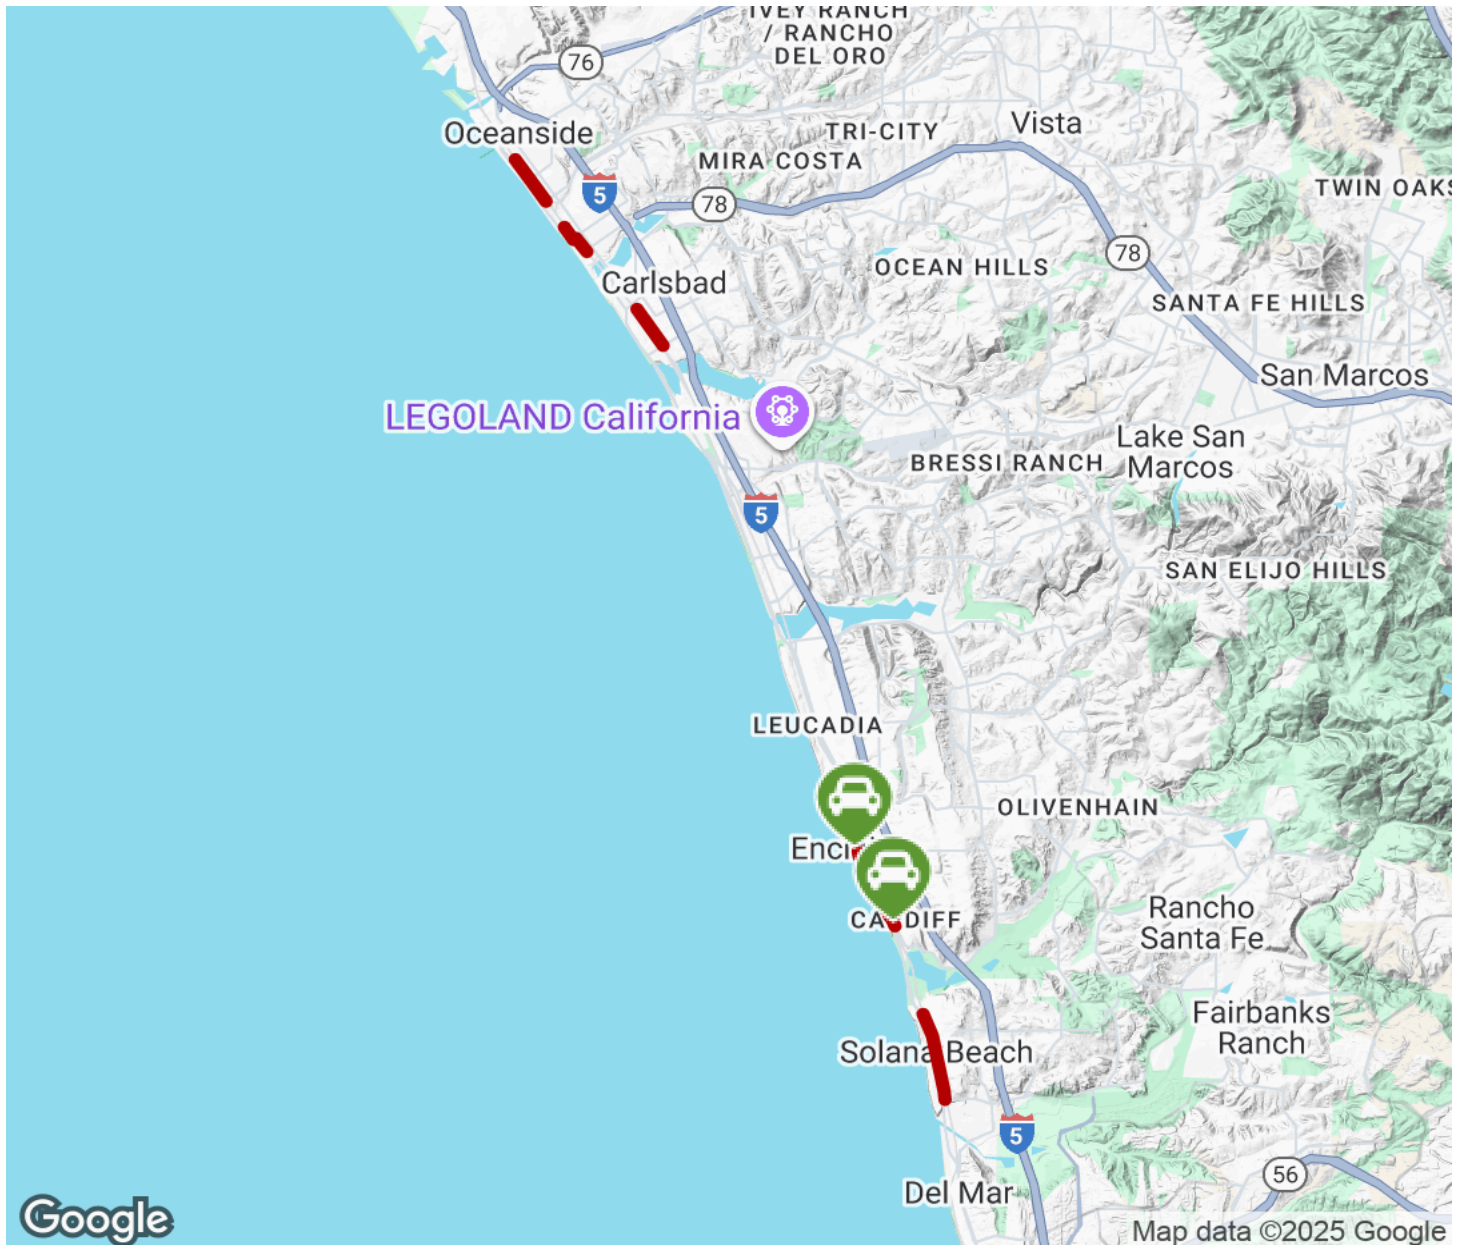 IVEY RANCH
/ RANCHO
DEL ORO
76
Oceanside
TRI-CITY
Vista
MIRA COSTA
5
78
TWIN OAKS
78
OCEAN HILLS
Carlsbad
SANTA FE HILLS
San Marcos
LEGOLAND California
Lake San
Marcos
BRESSI RANCH
5
SAN ELIJO HILLS
LEUCADIA
OLIVENHAIN
Enci
CARDIFF
Rancho
Santa Fe
Fairbanks
Ranch
Solana Beach
5
56
Del Mar
Google
Map data ©2025 Google